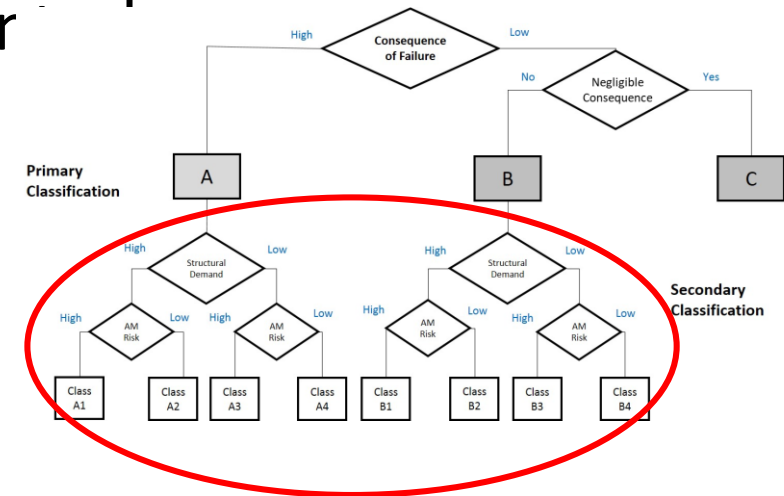 High
Consequence
of Failure
Low
No
Negligible
Consequence
Yes
Primary
Classification
A
B
C
High
Structural
Demand
Low
High
Structural
Demand
Low
Secondary
Classification
High
AM
Risk
Low
High
AM
Risk
Low
High
AM
Risk
Low
High
AM
Risk
Low
Class
A1
Class
A2
Class
A3
Class
A4
Class
B1
Class
B2
Class
B3
Class
B4